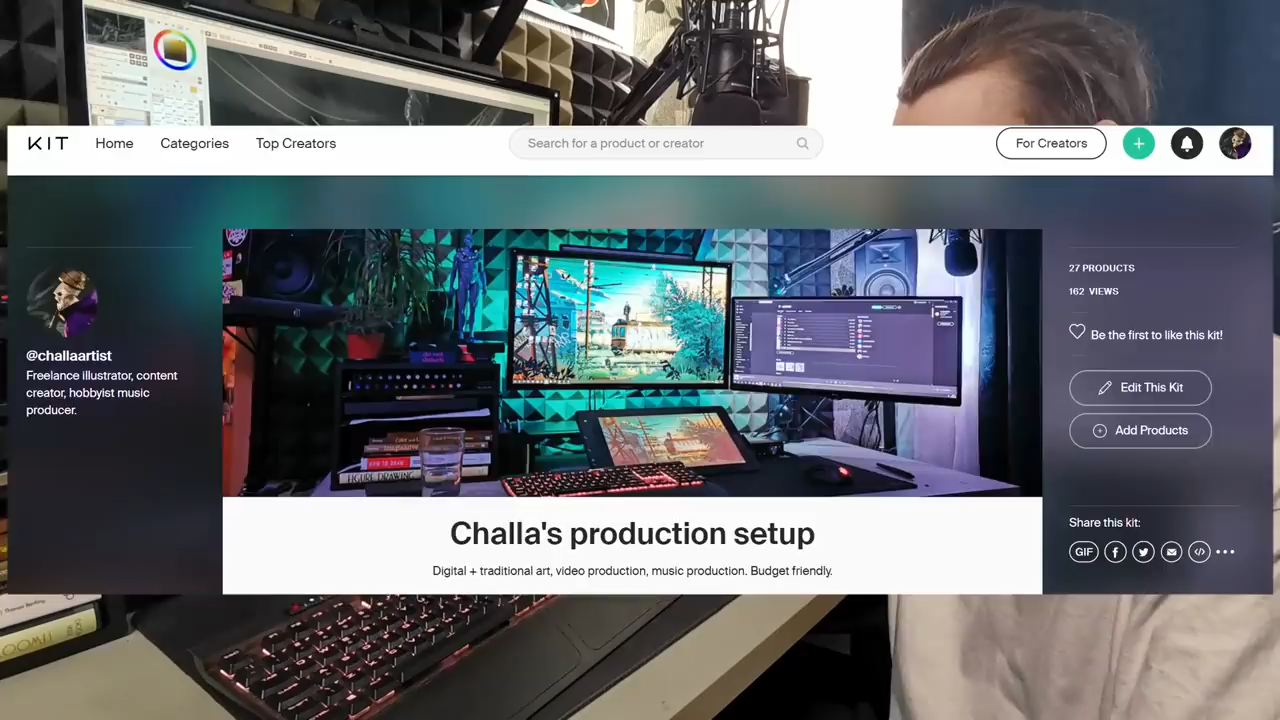 KIT
Home
Categories
Top Creators
Search for a product or creator
For Creators
@challaartist
Freelance illustrator, content
creator, hobbyist music
producer.
FIGURE DRAWING
Challa's production setup
Digital + traditional art, video production, music production. Budget friendly.
27 PRODUCTS
162 VIEWS
Be the first to like this kit!
Edit This Kit
Add Products
Share this kit:
GIF